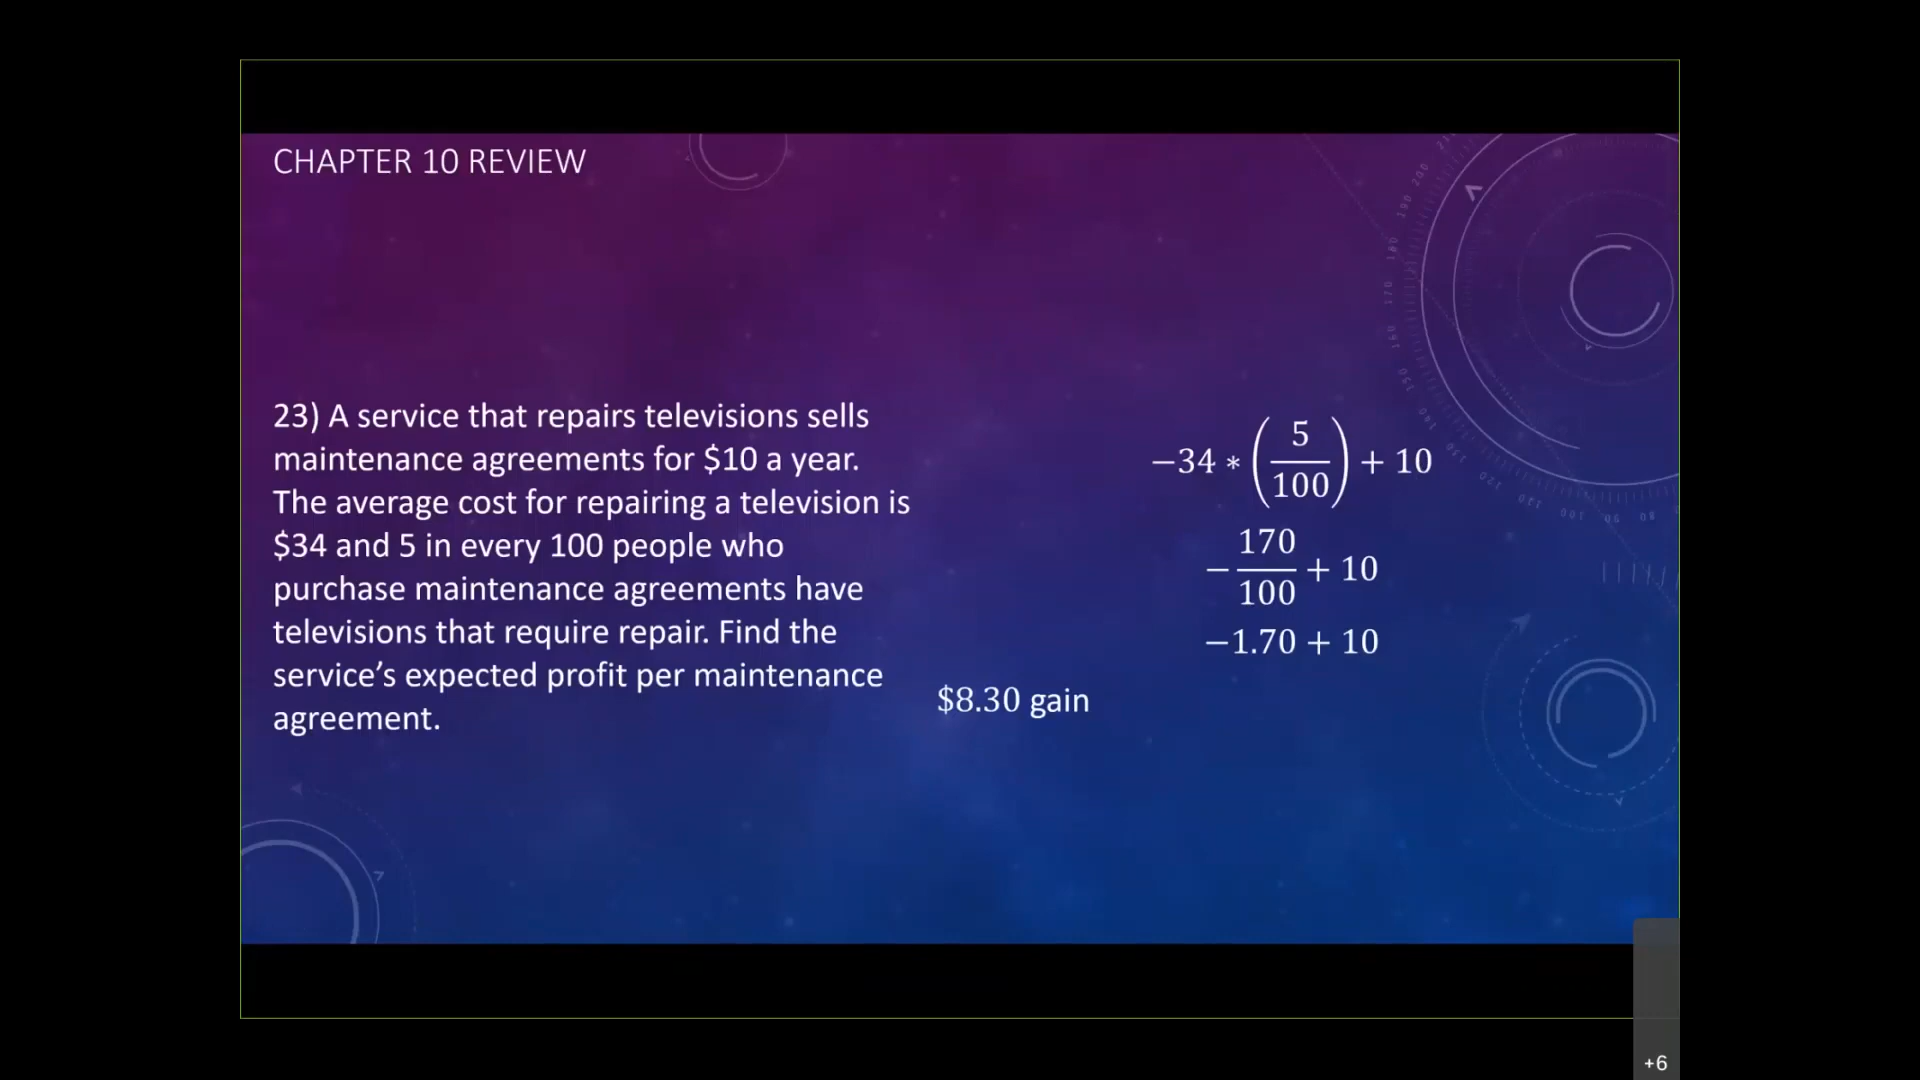 CHAPTER 10 REVIEW
23) A service that repairs televisions sells
maintenance agreements for $10 a year.
The average cost for repairing a television is
$34 and 5 in every 100 people who
purchase maintenance agreements have
televisions that require repair. Find the
service’s expected profit per maintenance
agreement.
−34 ∗ (5/100) + 10
−170/100 + 10
−1.70 + 10
$8.30 gain
+6